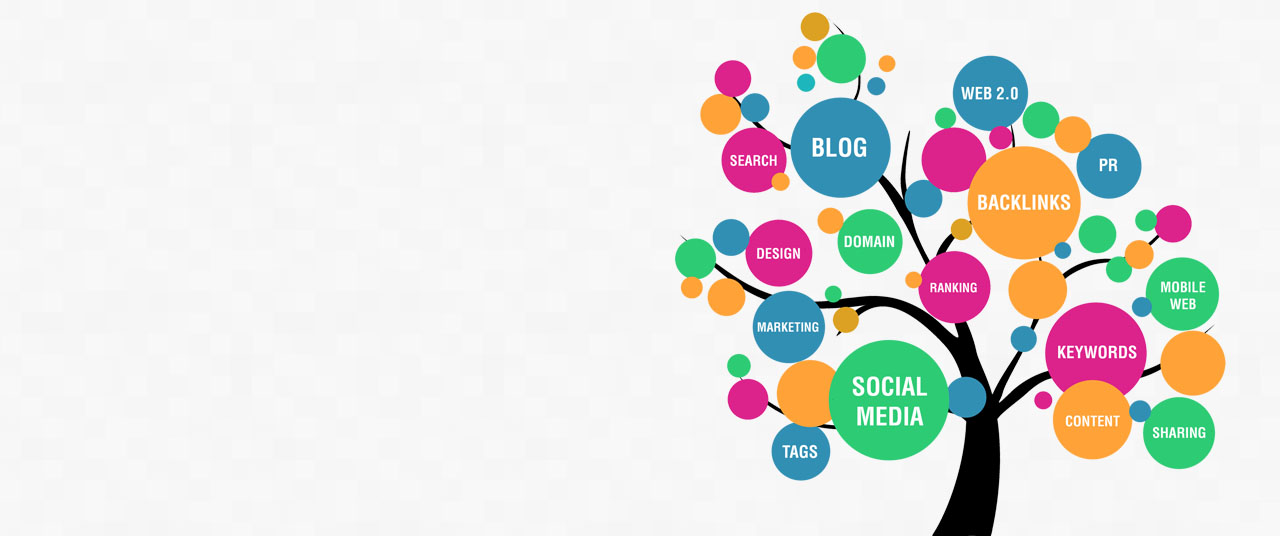 WEB 2.0
BLOG
SEARCH
PR
BACKLINKS
DOMAIN
DESIGN
RANKING
MOBILE
WEB
MARKETING
KEYWORDS
SOCIAL
MEDIA
CONTENT
SHARING
TAGS